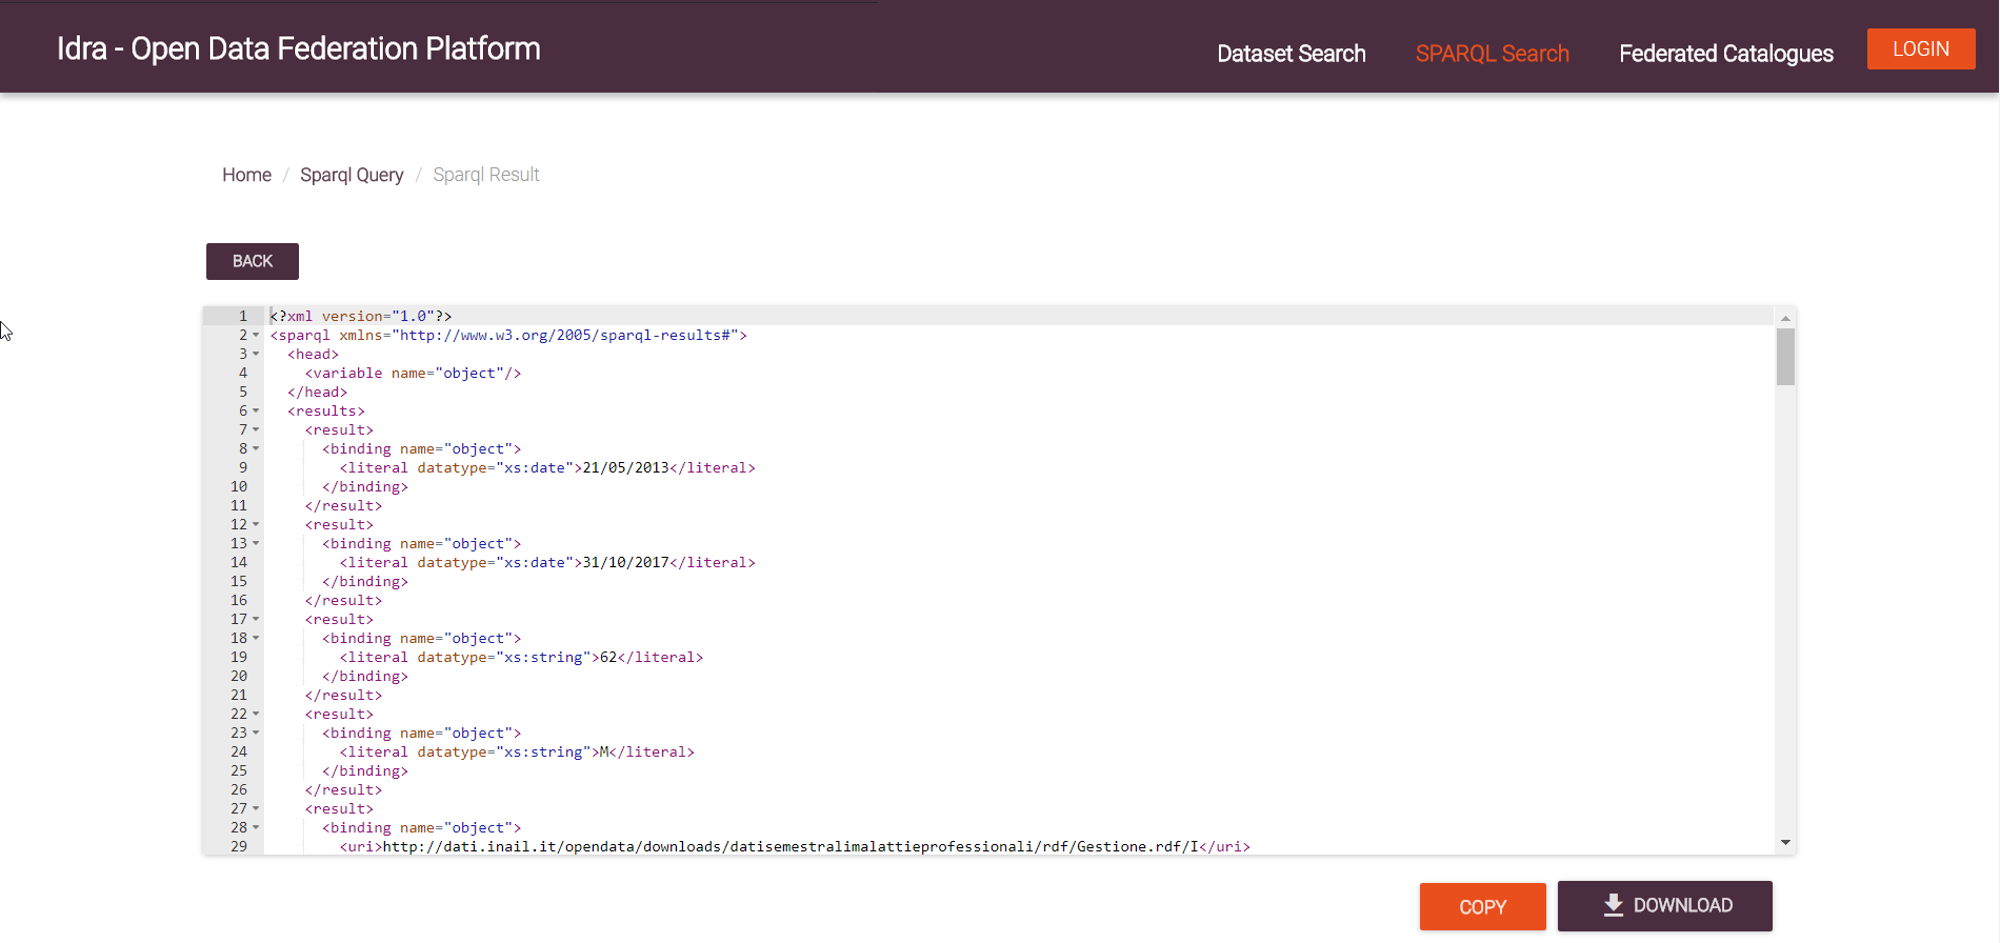 Idra - Open Data Federation Platform
Dataset Search
SPARQL Search
Federated Catalogues
LOGIN
Home / Sparql Query / Sparql Result
BACK
1 <?xml version="1.0"?>
2 <sparql xmlns="http://www.w3.org/2005/sparql-results#">
3 <head>
4 <variable name="object"/>
5 </head>
6 <results>
7 <result>
8 <binding name="object">
9 <literal datatype="xs:date">21/05/2013</literal>
10 </binding>
11 </result>
12 <result>
13 <binding name="object">
14 <literal datatype="xs:date">31/10/2017</literal>
15 </binding>
16 </result>
17 <result>
18 <binding name="object">
19 <literal datatype="xs:string">62</literal>
20 </binding>
21 </result>
22 <result>
23 <binding name="object">
24 <literal datatype="xs:string">M</literal>
25 </binding>
26 </result>
27 <result>
28 <binding name="object">
29 <uri>http://dati.inail.it/opendata/downloads/datisemestralimalattieprofessionali/rdf/Gestione.rdf/I</uri>
COPY
DOWNLOAD